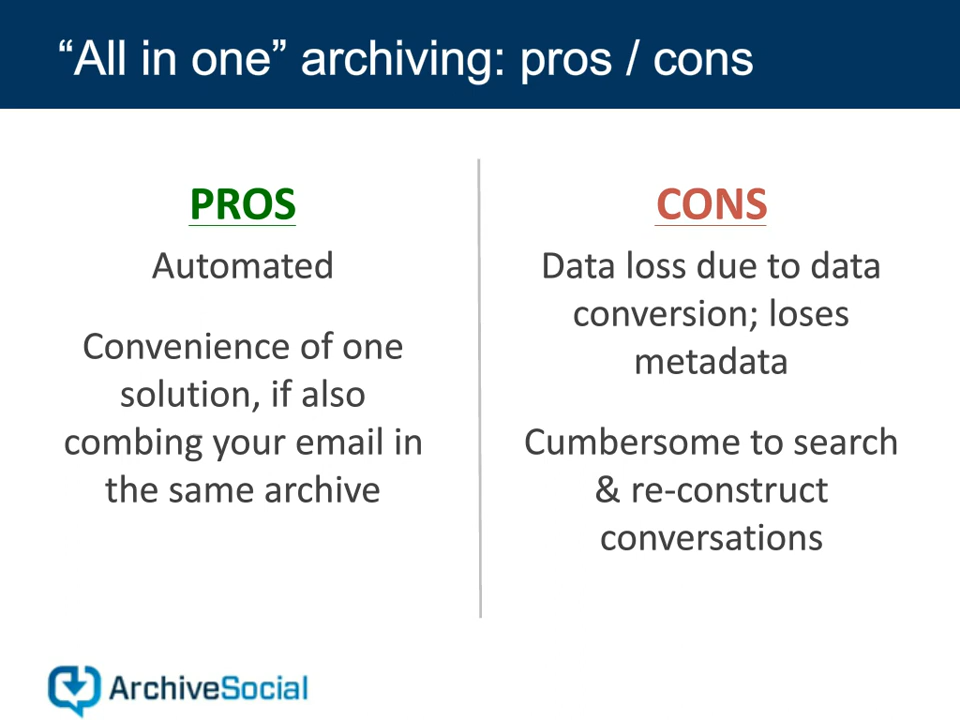 “All in one” archiving: pros / cons
PROS
Automated
Convenience of one
solution, if also
combing your email in
the same archive
CONS
Data loss due to data
conversion; loses
metadata
Cumbersome to search
& re-construct
conversations
ArchiveSocial